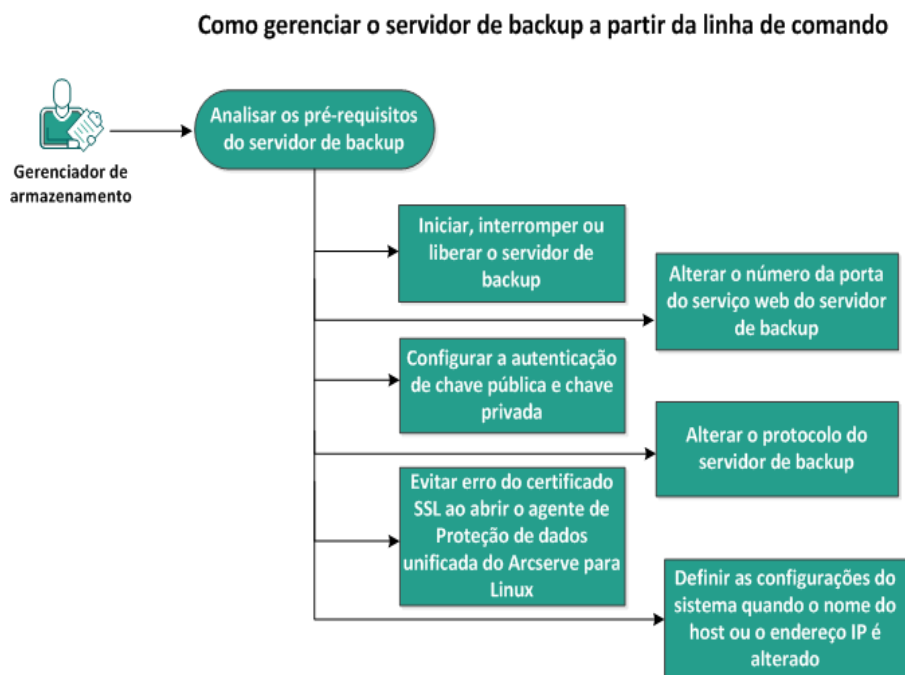 Como gerenciar o servidor de backup a partir da linha de comando
Analisar os pré-requisitos
do servidor de backup
Gerenciador de
armazenamento
Iniciar, interromper ou
liberar o servidor de
backup
Alterar o número da porta
do serviço web do servidor
de backup
Configurar a autenticação
de chave pública e chave
privada
Alterar o protocolo do
servidor de backup
Evitar erro do certificado
SSL ao abrir o agente de
Proteção de dados
unificada do Arcserve para
Linux
Definir as configurações do
sistema quando o nome do
host ou o endereço IP é
alterado